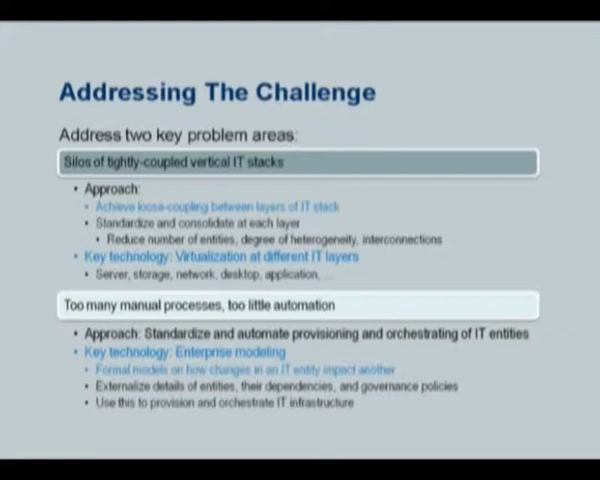 Addressing The Challenge
Address two key problem areas:
Silos of tightly-coupled vertical IT stacks
• Approach:
• Achieve loose-coupling between layers of IT stack
• Standardize and consolidate at each layer
• Reduce number of entities, degree of heterogeneity, interconnections
• Key technology: Virtualization at different IT layers
• Server, storage, network, desktop, application, ...
Too many manual processes, too little automation
• Approach: Standardize and automate provisioning and orchestrating of IT entities
• Key technology: Enterprise modeling
• Formal models on how changes in an IT entity impact another
• Externalize details of entities, their dependencies, and governance policies
• Use this to provision and orchestrate IT infrastructure